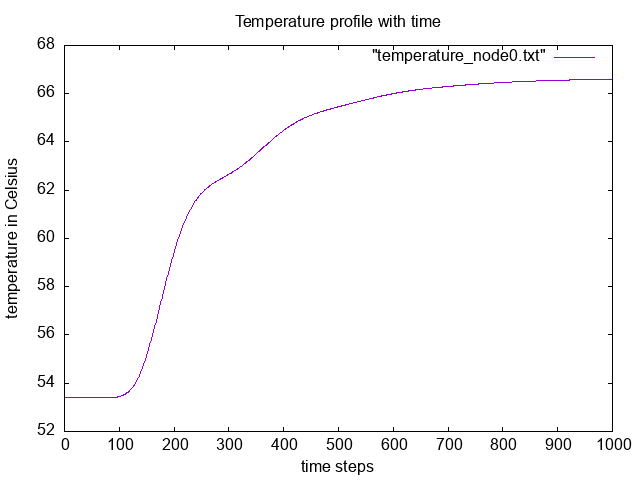 Temperature profile with time
"temperature_node0.txt"
68
66
64
62
60
58
56
54
52
temperature in Celsius
0 100 200 300 400 500 600 700 800 900 1000
time steps